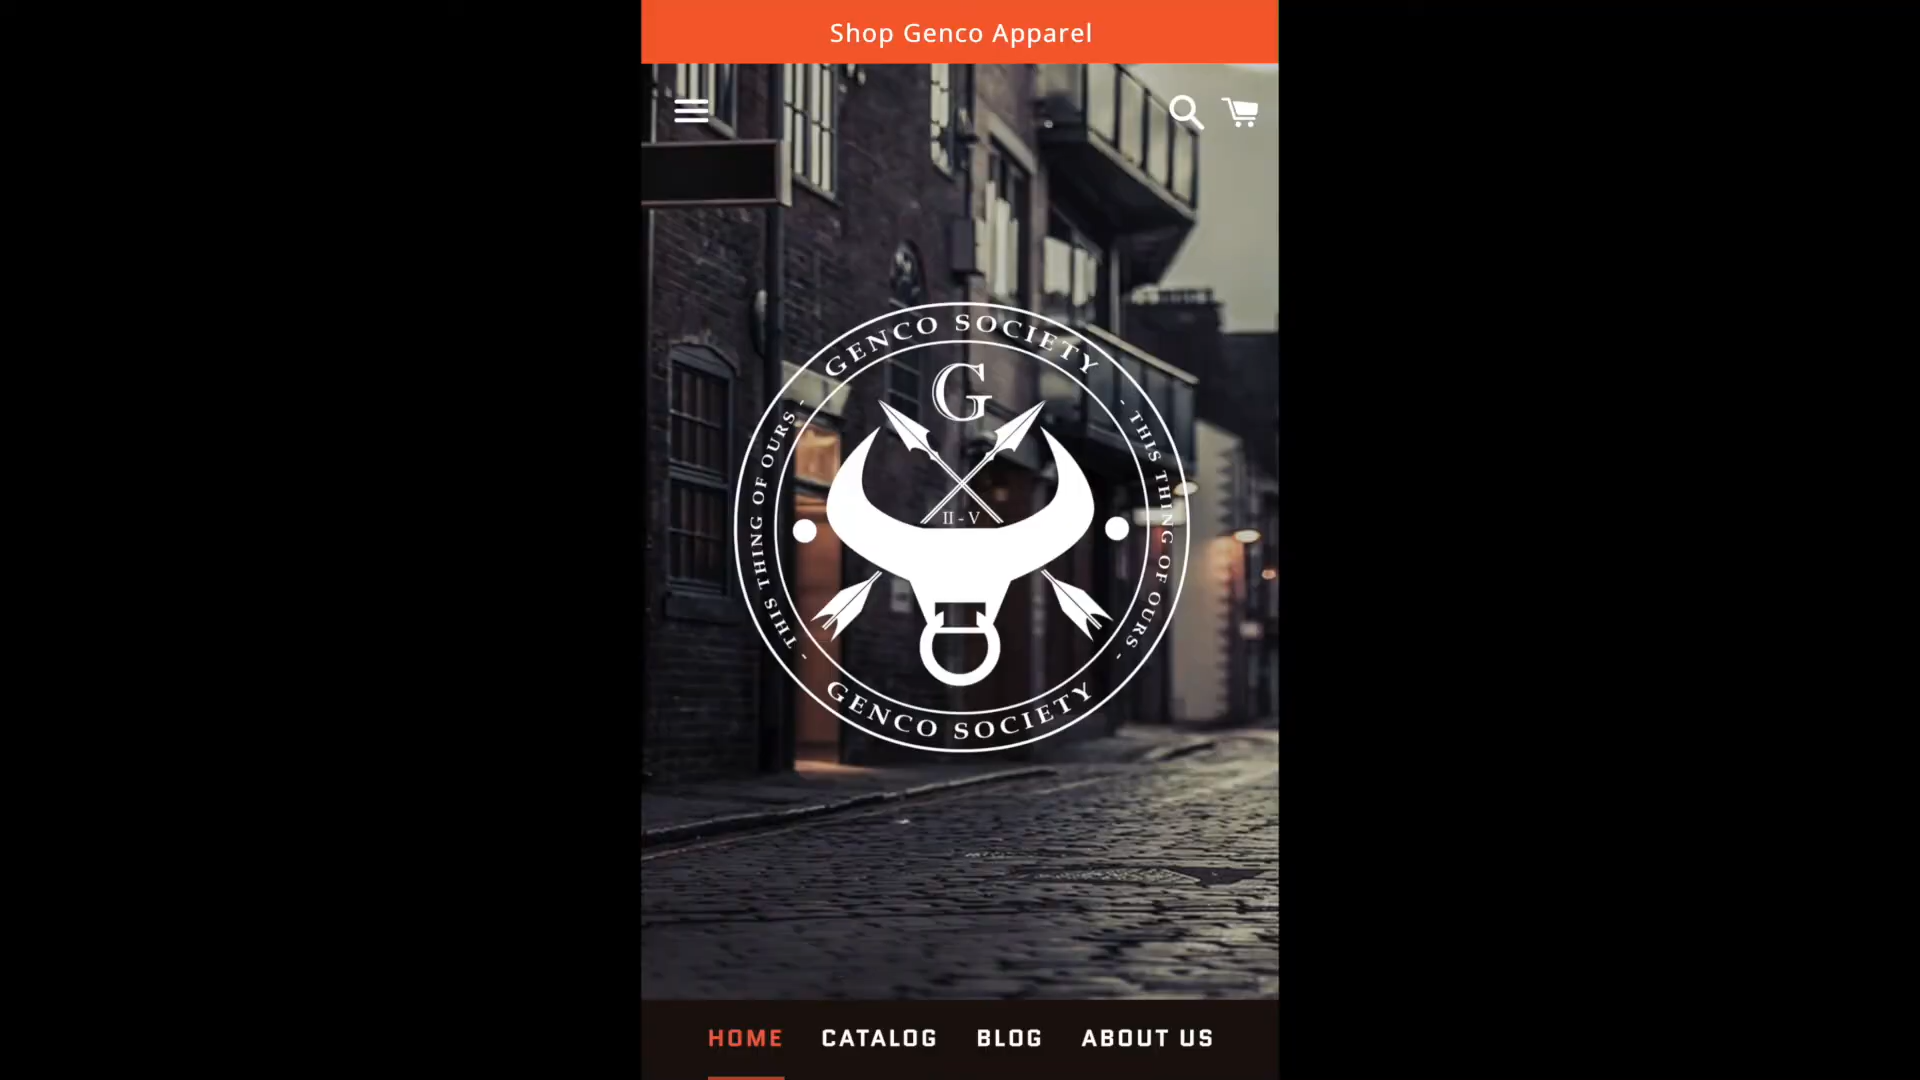 Shop Genco Apparel
GENCO SOCIETY
G
- THIS THING OF OURS -
- THIS THING OF OURS -
II - V
GENCO SOCIETY
HOME CATALOG BLOG ABOUT US